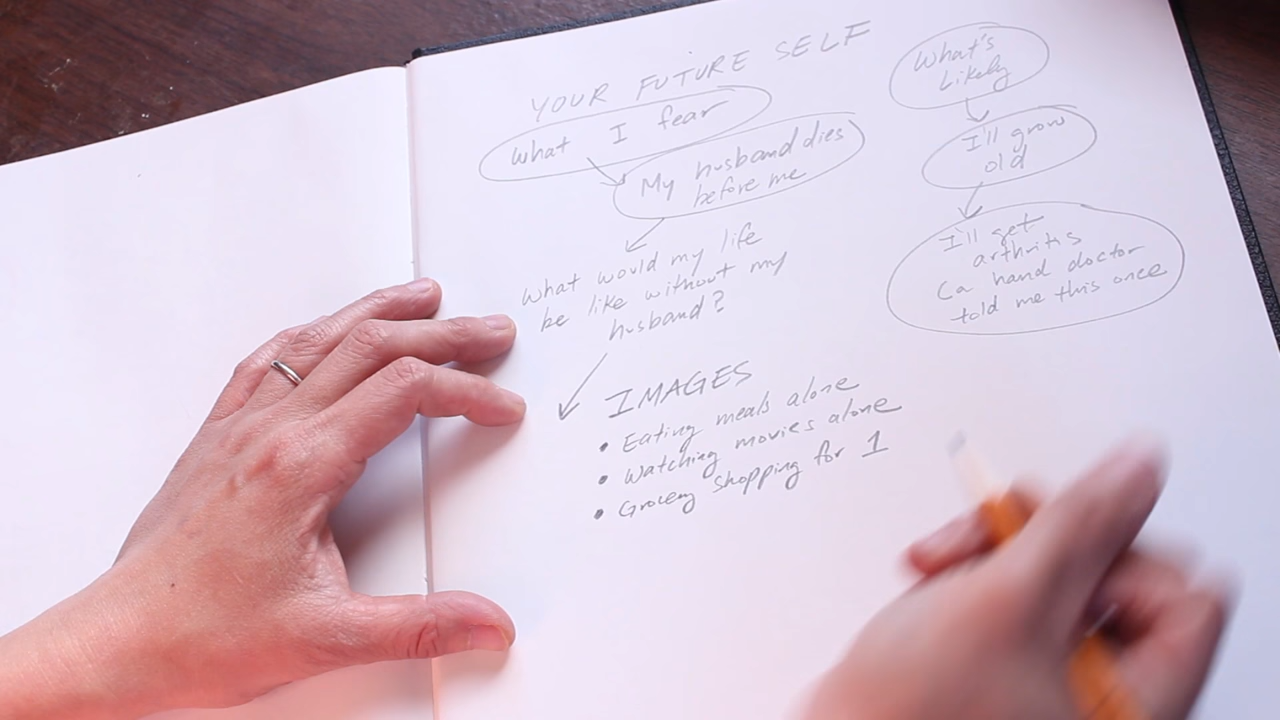 YOUR FUTURE SELF
What I fear
My husband dies
before me
What would my life
be like without my
husband?
IMAGES
• Eating meals alone
• Watching movies alone
• Grocery shopping for 1
What's
Likely
I'll grow
old
I'll get
arthritis
(a hand doctor
told me this once